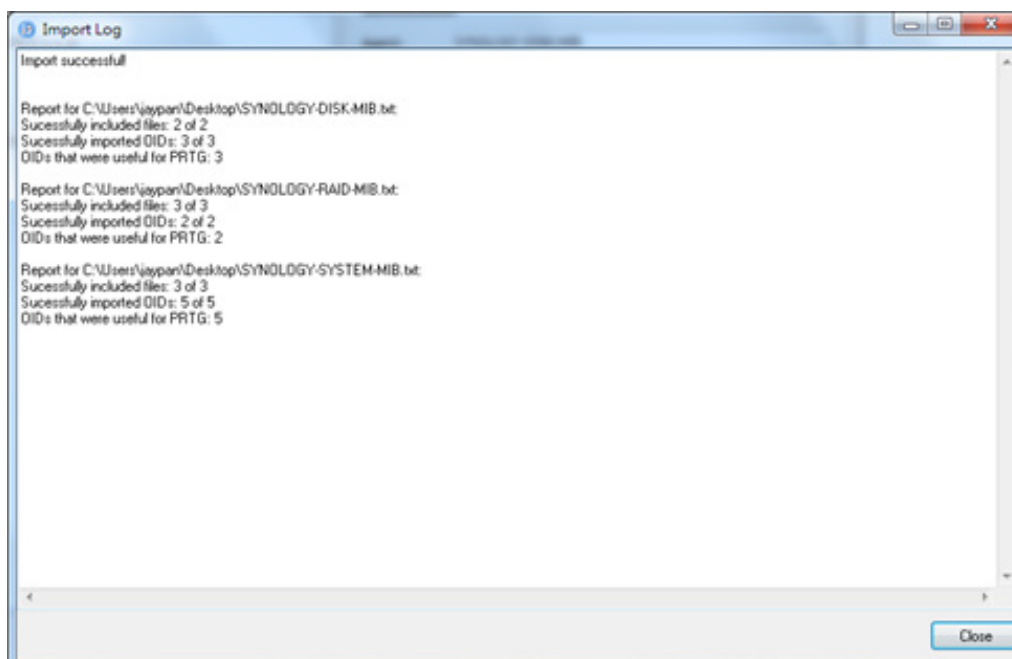 Import Log
Import successfull
Report for C:\Users\jaypan\Desktop\SYNOLOGY-DISK-MIB.txt:
Sucessfully included files: 2 of 2
Sucessfully imported OIDs: 3 of 3
OIDs that were useful for PRTG: 3
Report for C:\Users\jaypan\Desktop\SYNOLOGY-RAID-MIB.txt:
Sucessfully included files: 3 of 3
Sucessfully imported OIDs: 2 of 2
OIDs that were useful for PRTG: 2
Report for C:\Users\jaypan\Desktop\SYNOLOGY-SYSTEM-MIB.txt:
Sucessfully included files: 3 of 3
Sucessfully imported OIDs: 5 of 5
OIDs that were useful for PRTG: 5
Close